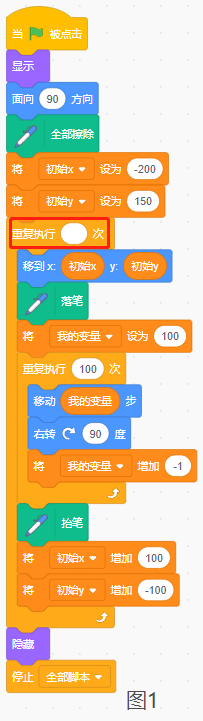 当 被点击
显示
面向 90 方向
全部擦除
将 初始x 设为 -200
将 初始y 设为 150
重复执行 次
移到 x: 初始x y: 初始y
落笔
将 我的变量 设为 100
重复执行 100 次
移动 我的变量 步
右转 90 度
将 我的变量 增加 -1
抬笔
将 初始x 增加 100
将 初始y 增加 -100
隐藏
停止 全部脚本
图1